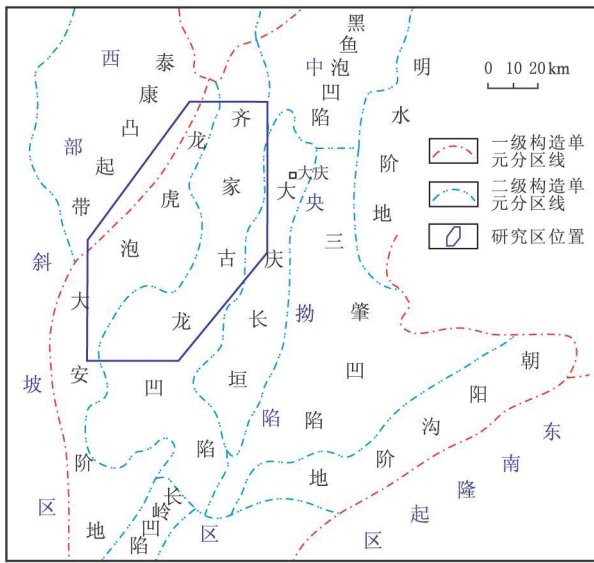 西部斜坡区
泰康凸起带
黑鱼泡凹陷
中央拗陷区
明水阶地
0 10 20 km
一级构造单
元分区线
二级构造单
元分区线
研究区位置
龙虎泡大安阶地
齐家古龙凹陷
大庆
大庆长垣
三肇凹陷
朝阳沟阶地
长岭凹陷
东南隆起区